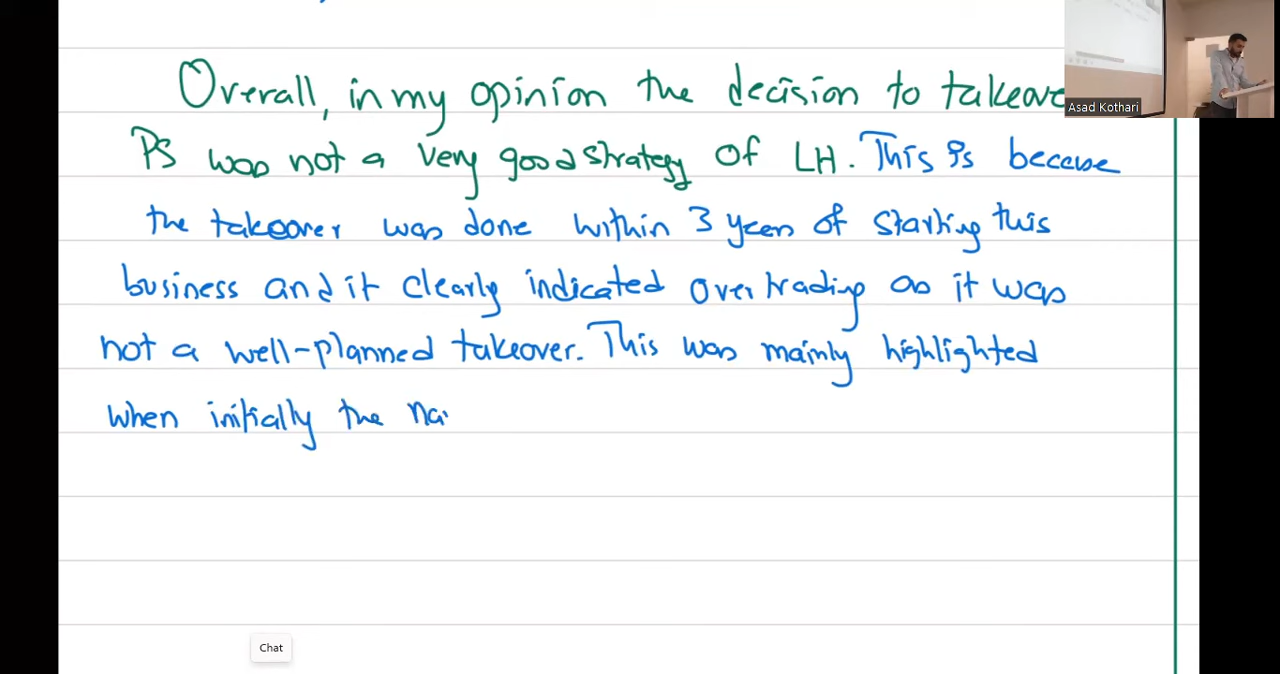 Overall, in my opinion the decision to takeove
PS was not a very good strategy of LH. This is because
the takeover was done within 3 years of starting this
business and it clearly indicated overtrading as it was
not a well-planned takeover. This was mainly highlighted
when initially the na
Asad Kothari
Chat